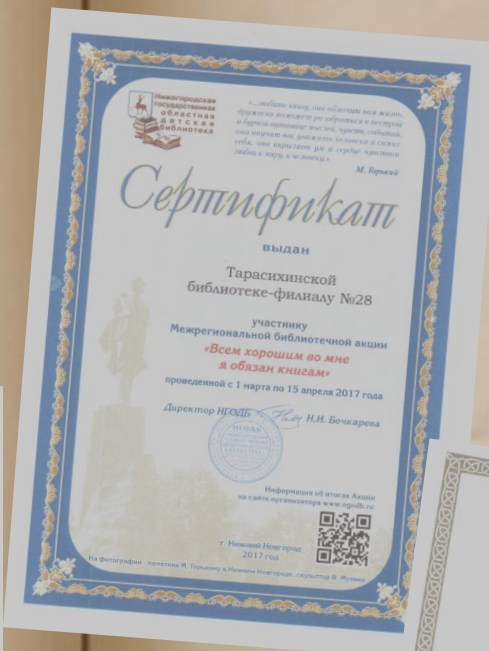 Нижегородская
государственная
областная
детская
библиотека
«...любите книгу, она облегчит вам жизнь,
дружески поможет разобраться в пестрой
и бурной путанице мыслей, чувств, событий,
она научит вас уважать человека и самих
себя, она окрыляет ум и сердце чувством
любви к миру, к человеку.»
М. Горький
Сертификат
выдан
Тарасихинской
библиотеке-филиалу №28
участнику
Межрегиональной библиотечной акции
«Всем хорошим во мне
я обязан книгам»
проведенной с 1 марта по 15 апреля 2017 года
Директор НГОДБ Н.И. Бочкарева
НГОДБ
Информация об итогах Акции
на сайте организатора www.ngodb.ru
г. Нижний Новгород
2017 год
На фотографии - памятник М. Горькому в Нижнем Новгороде, скульптор В. Мухина